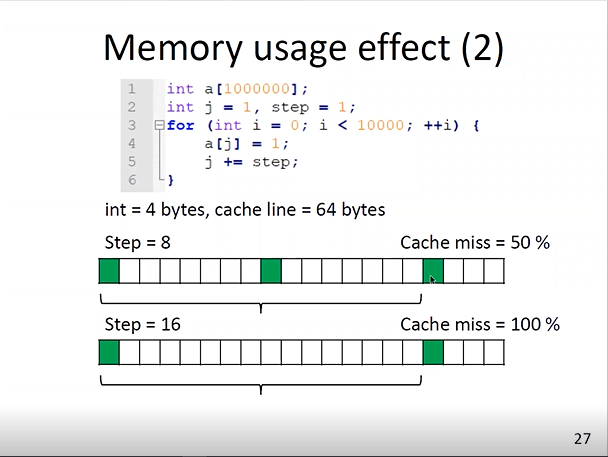 Memory usage effect (2)
1 int a[1000000];
2 int j = 1, step = 1;
3 for (int i = 0; i < 10000; ++i) {
4 a[j] = 1;
5 j += step;
6 }
int = 4 bytes, cache line = 64 bytes
Step = 8 Cache miss = 50 %
Step = 16 Cache miss = 100 %
27